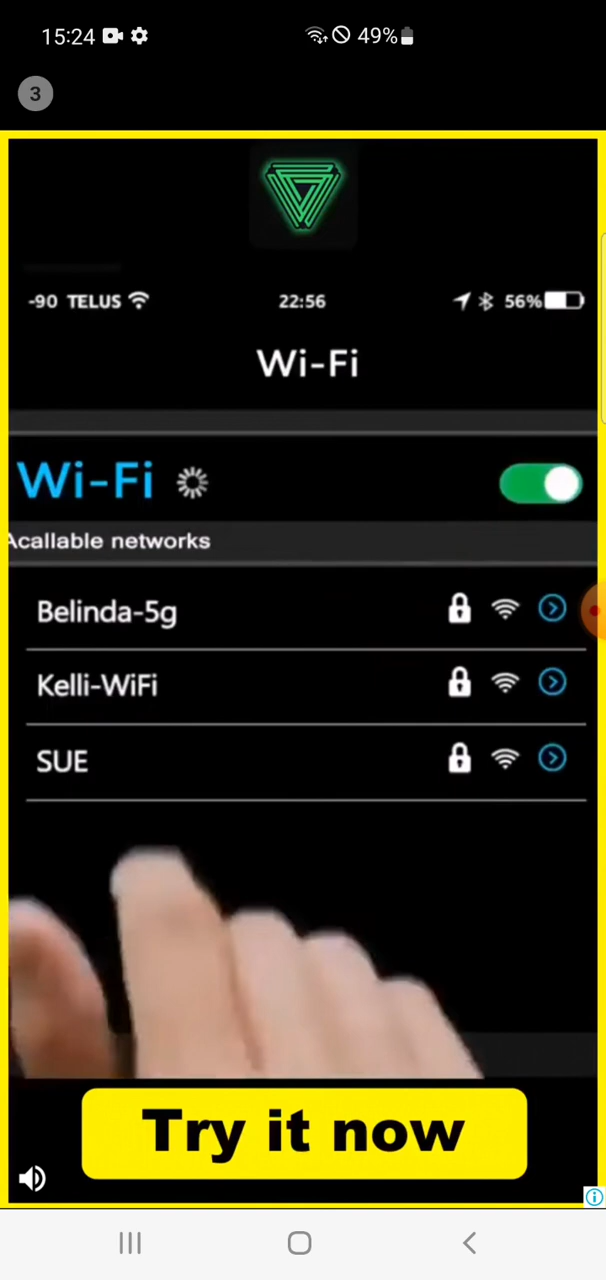 15:24 49%
3
-90 TELUS 22:56 56%
Wi-Fi
Wi-Fi
Acallable networks
Belinda-5g
Kelli-WiFi
SUE
Try it now